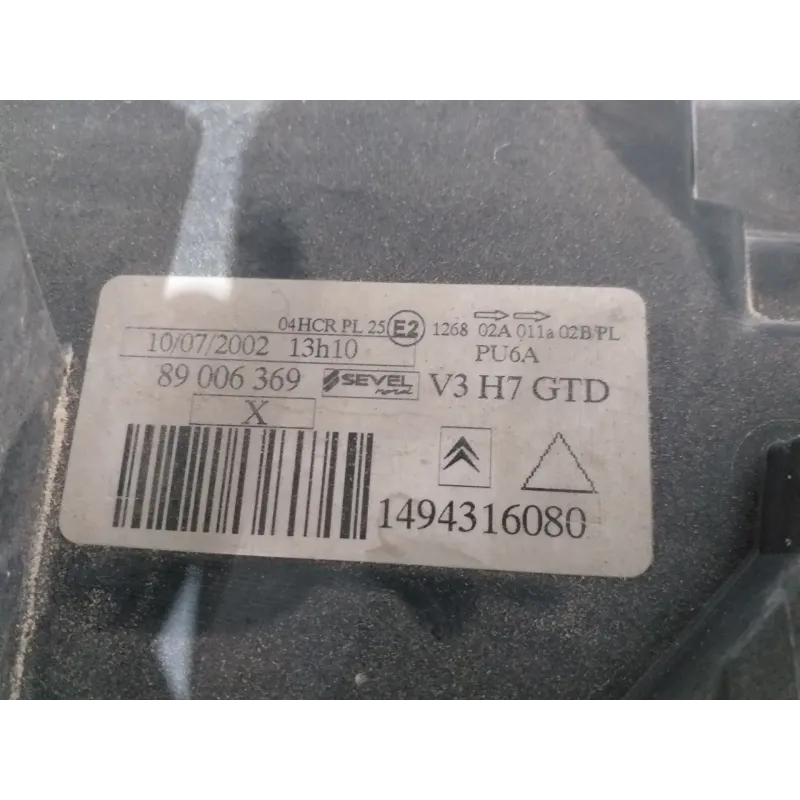 04HCR PL 25 E2 1268 02A 011a 02B/PL
10/07/2002 13h10 PU6A
89 006 369 SEVEL V3 H7 GTD
X
1494316080